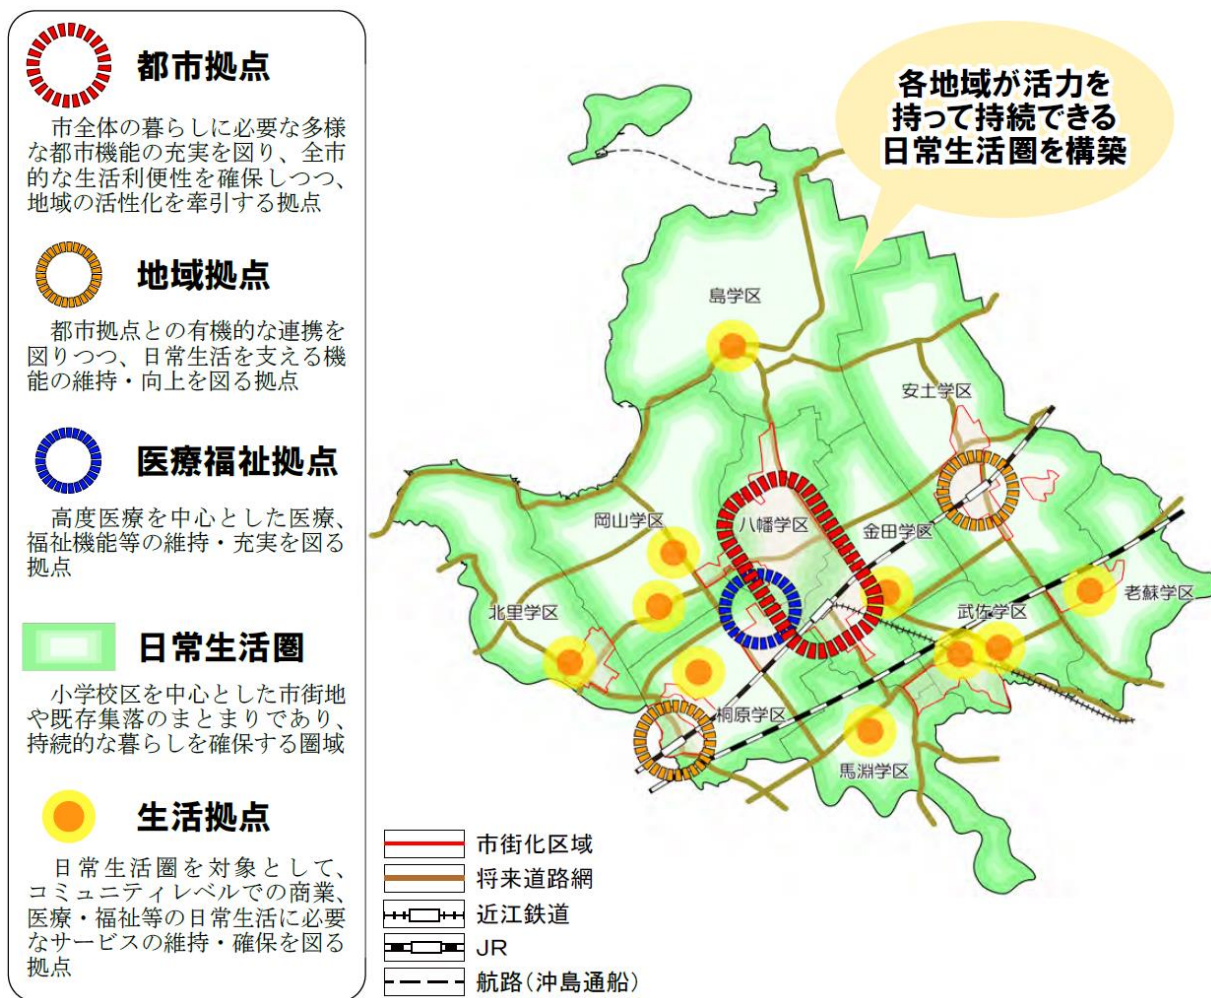 都市拠点
市全体の暮らしに必要な多様
な都市機能の充実を図り、全市
的な生活利便性を確保しつつ、
地域の活性化を牽引する拠点
地域拠点
都市拠点との有機的な連携を
図りつつ、日常生活を支える機
能の維持・向上を図る拠点
医療福祉拠点
高度医療を中心とした医療、
福祉機能等の維持・充実を図る
拠点
日常生活圏
小学校区を中心とした市街地
や既存集落のまとまりであり、
持続的な暮らしを確保する圏域
生活拠点
日常生活圏を対象として、
コミュニティレベルでの商業、
医療・福祉等の日常生活に必要
なサービスの維持・確保を図る
拠点
各地域が活力を
持って持続できる
日常生活圏を構築
島学区
安土学区
岡山学区
八幡学区
金田学区
北里学区
武佐学区
老蘇学区
桐原学区
馬淵学区
市街化区域
将来道路網
近江鉄道
JR
航路(沖島通船)